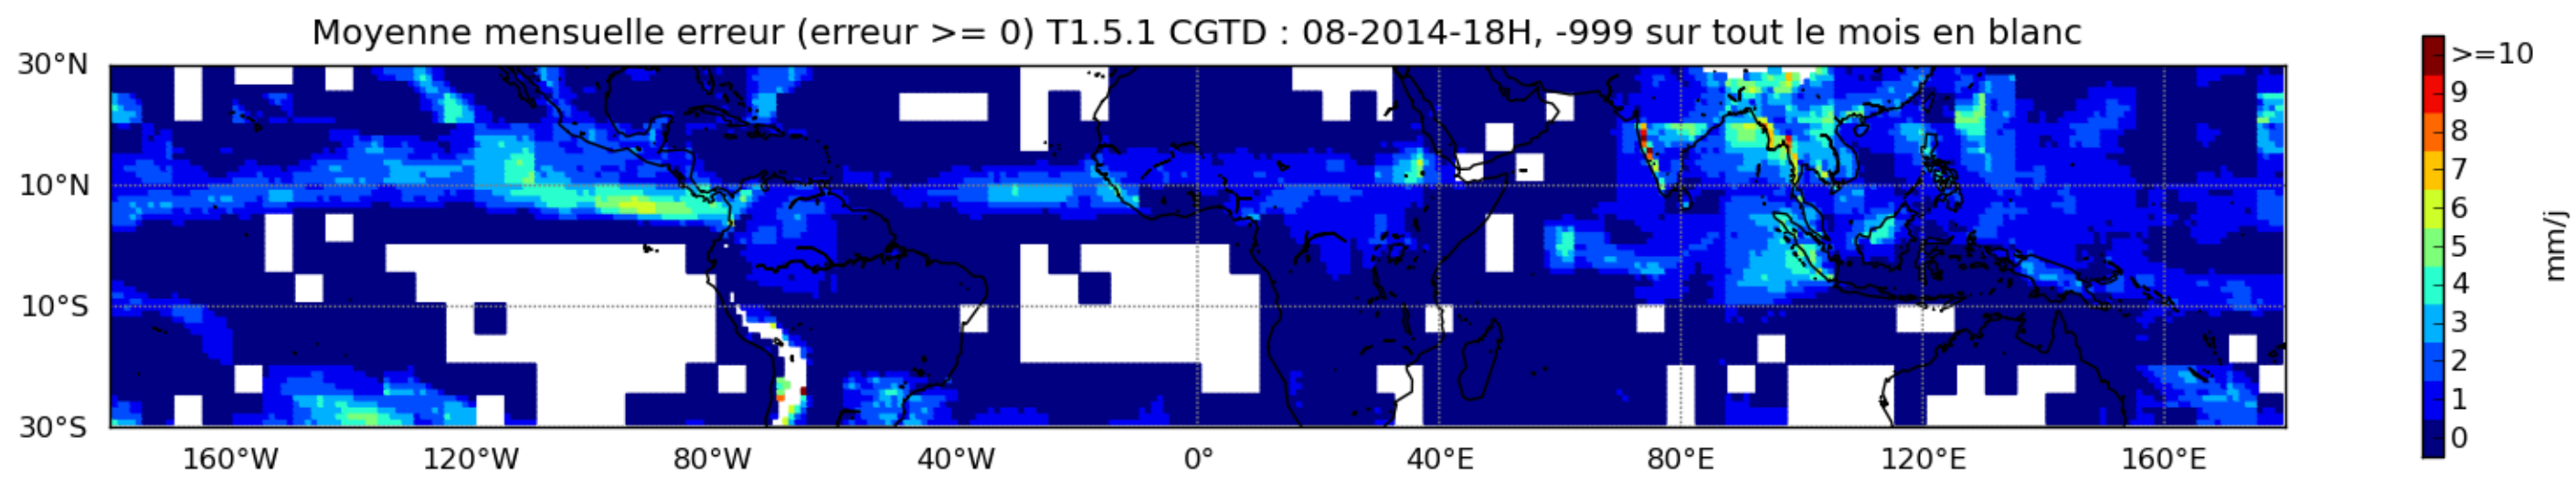 Moyenne mensuelle erreur (erreur >= 0) T1.5.1 CGTD : 08-2014-18H, -999 sur tout le mois en blanc
30°N
10°N
10°S
30°S
160°W 120°W 80°W 40°W 0° 40°E 80°E 120°E 160°E
>=10
9
8
7
6
5
4
3
2
1
0
mm/j